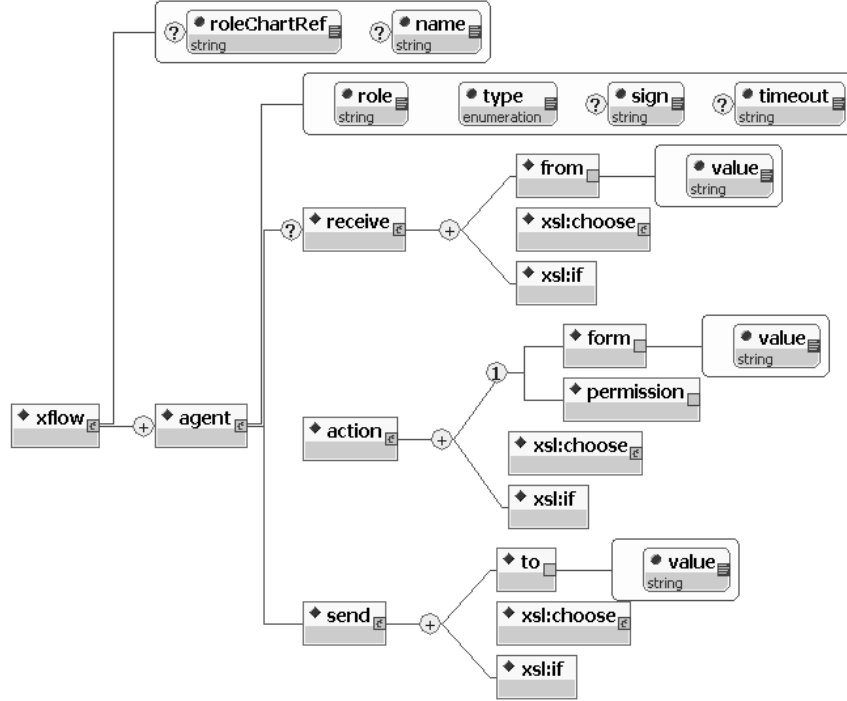 ? roleChartRef ? name
string string
role type ? sign ? timeout
string enumeration string string
from value
string
? receive + xsl:choose
xsl:if
form value
string
1 permission
xflow + agent action + xsl:choose
xsl:if
to value
string
send + xsl:choose
xsl:if